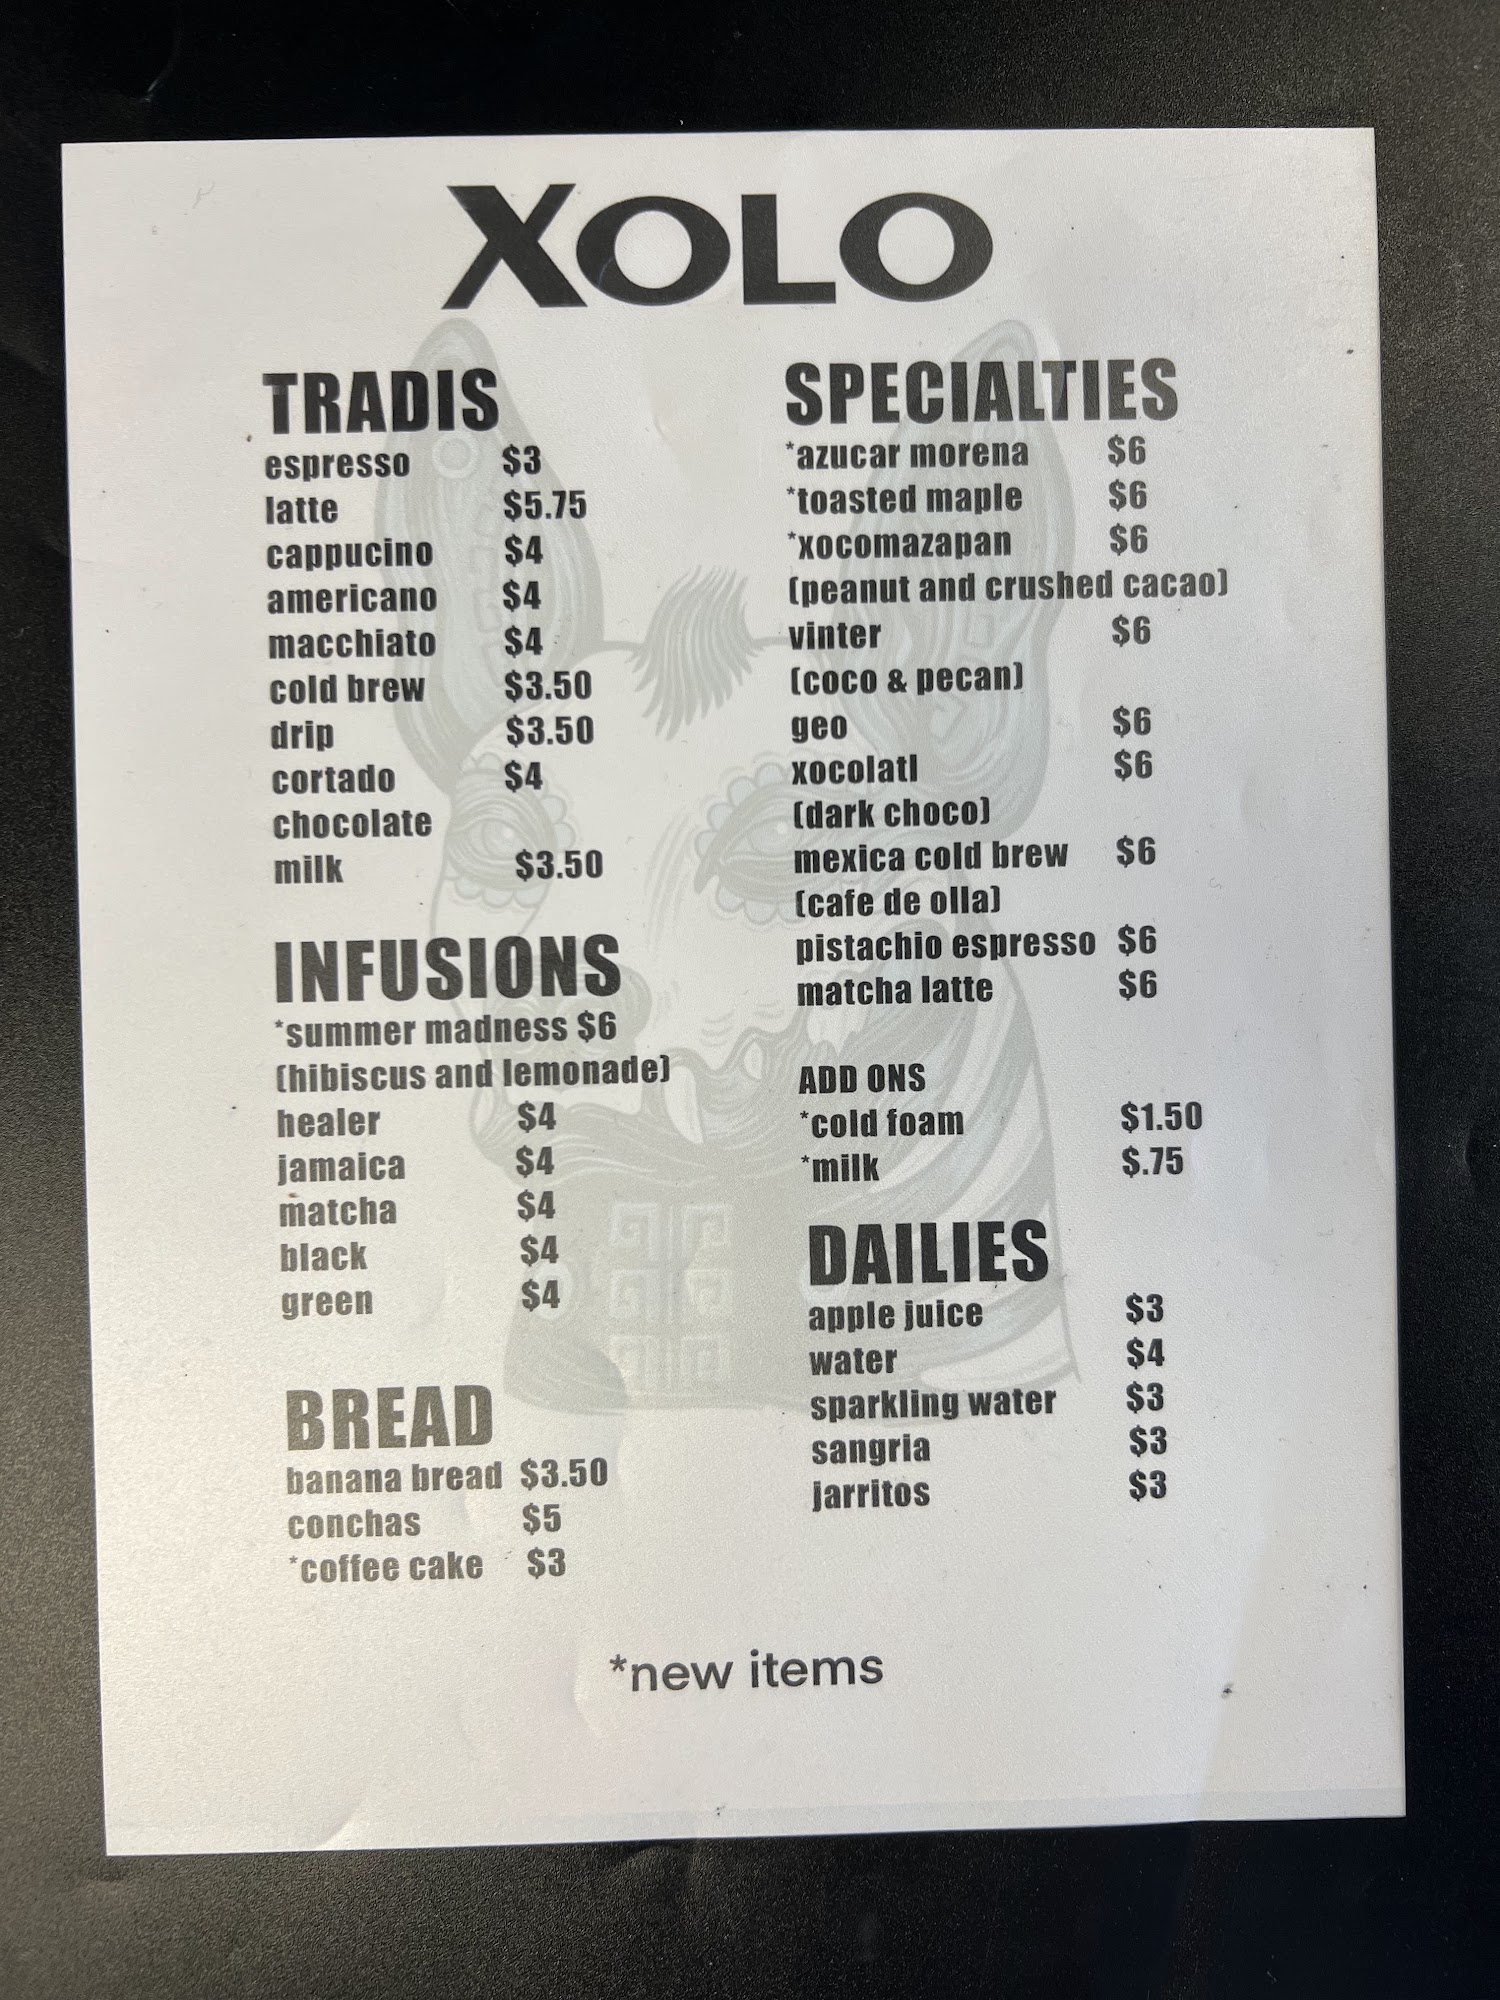 XOLO
TRADIS
espresso $3
latte $5.75
cappucino $4
americano $4
macchiato $4
cold brew $3.50
drip $3.50
cortado $4
chocolate
milk $3.50
INFUSIONS
*summer madness $6
(hibiscus and lemonade)
healer $4
jamaica $4
matcha $4
black $4
green $4
BREAD
banana bread $3.50
conchas $5
*coffee cake $3
SPECIALTIES
*azucar morena $6
*toasted maple $6
*xocomazapan $6
(peanut and crushed cacao)
vinter $6
(coco & pecan)
geo $6
xocolatl $6
(dark choco)
mexica cold brew $6
(cafe de olla)
pistachio espresso $6
matcha latte $6
ADD ONS
*cold foam $1.50
*milk $.75
DAILIES
apple juice $3
water $4
sparkling water $3
sangria $3
jarritos $3
*new items